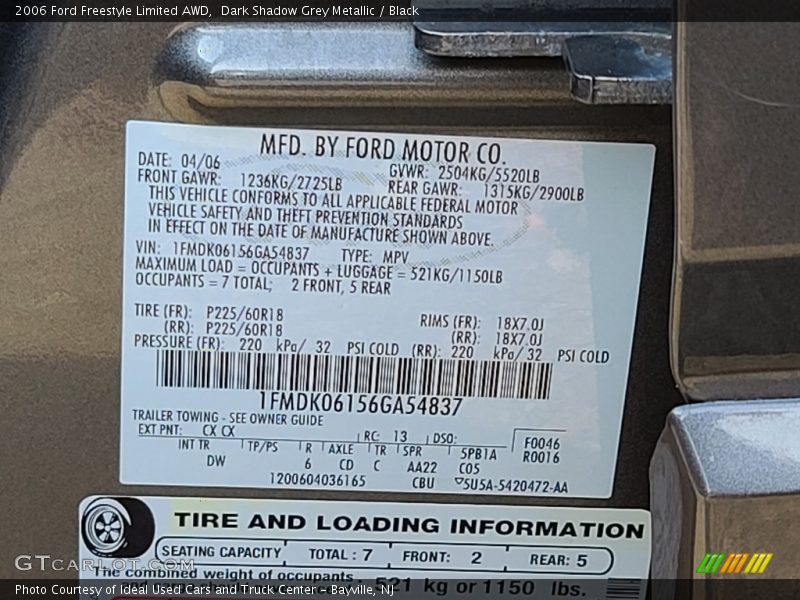 2006 Ford Freestyle Limited AWD, Dark Shadow Grey Metallic / Black
MFD. BY FORD MOTOR CO.
DATE: 04/06 GVWR: 2504KG/5520LB
FRONT GAWR: 1236KG/2725LB REAR GAWR: 1315KG/2900LB
THIS VEHICLE CONFORMS TO ALL APPLICABLE FEDERAL MOTOR
VEHICLE SAFETY AND THEFT PREVENTION STANDARDS
IN EFFECT ON THE DATE OF MANUFACTURE SHOWN ABOVE.
VIN: 1FMDK06156GA54837 TYPE: MPV
MAXIMUM LOAD = OCCUPANTS + LUGGAGE = 521KG/1150LB
OCCUPANTS = 7 TOTAL; 2 FRONT, 5 REAR
TIRE (FR): P225/60R18 RIMS (FR): 18X7.0J
(RR): P225/60R18 (RR): 18X7.0J
PRESSURE (FR): 220 kPa/ 32 PSI COLD (RR): 220 kPa/ 32 PSI COLD
1FMDK06156GA54837
TRAILER TOWING - SEE OWNER GUIDE
EXT PNT: CX CX RC: 13 DSO: F0046
INT TR TP/PS R AXLE TR SPR SPB1A R0016
DW 6 CD C AA22 C05
1200604036165 CBU ▽5U5A-5420472-AA
TIRE AND LOADING INFORMATION
SEATING CAPACITY TOTAL : 7 FRONT: 2 REAR: 5
The combined weight of occupants
521 kg or 1150 lbs.
GTCARLOT.COM
Photo Courtesy of Ideal Used Cars and Truck Center - Bayville, NJ